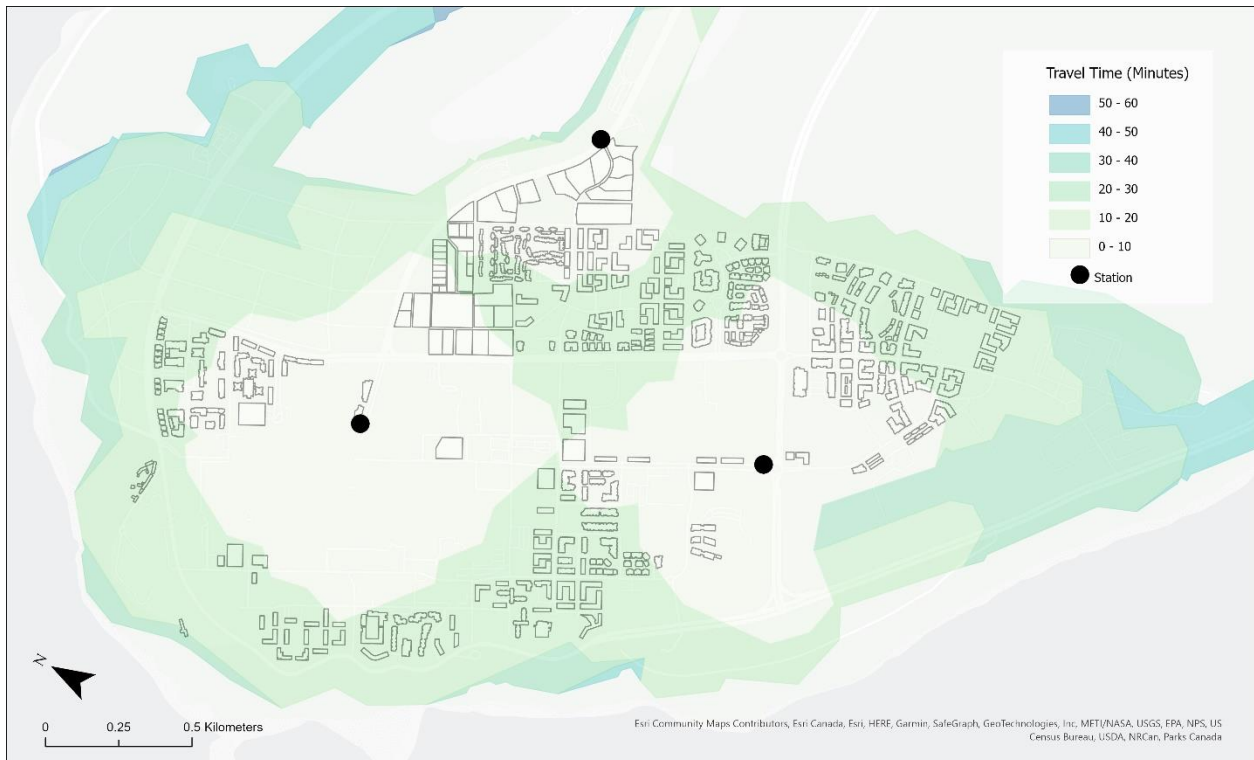 Travel Time (Minutes)
50 - 60
40 - 50
30 - 40
20 - 30
10 - 20
0 - 10
Station
N
0 0.25 0.5 Kilometers
Esri Community Maps Contributors, Esri Canada, Esri, HERE, Garmin, SafeGraph, GeoTechnologies, Inc, METI/NASA, USGS, EPA, NPS, US
Census Bureau, USDA, NRCan, Parks Canada